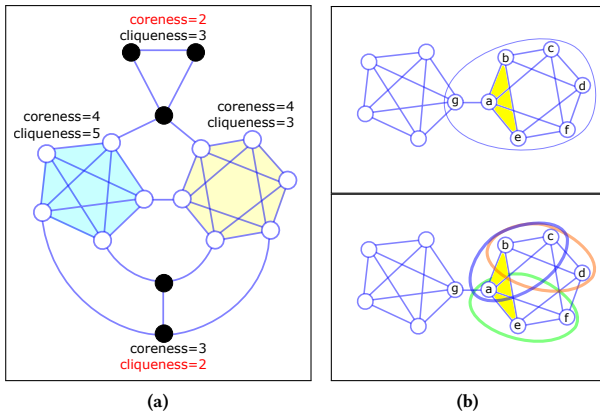 coreness=2
cliqueness=3
coreness=4
cliqueness=5
coreness=4
cliqueness=3
coreness=3
cliqueness=2
(a)
b
c
d
g
a
f
e
b
c
d
g
a
f
e
(b)